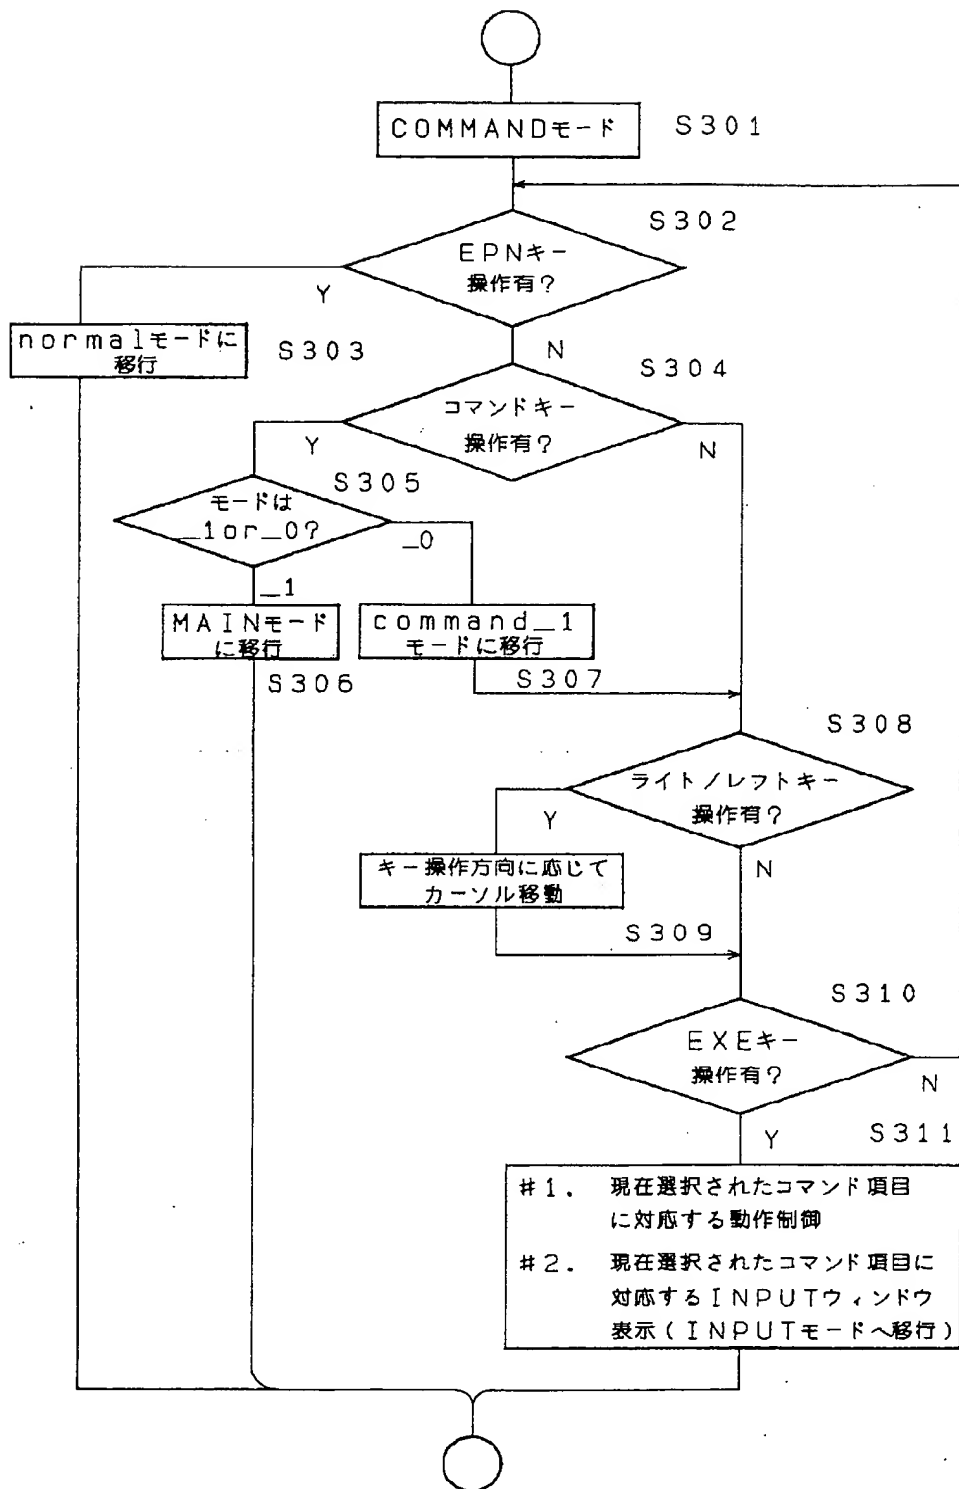 COMMANDモード
S301
S302
EPNキー
操作有?
Y
N
normalモードに
移行
S303
S304
コマンドキー
操作有?
Y
N
S305
モードは
_1or_0?
_0
_1
MAINモード
に移行
command_1
モードに移行
S306
S307
S308
ライト/レフトキー
操作有?
Y
N
キー操作方向に応じて
カーソル移動
S309
S310
EXEキー
操作有?
N
Y
S311
#1. 現在選択されたコマンド項目
に対応する動作制御
#2. 現在選択されたコマンド項目に
対応するINPUTウィンドウ
表示(INPUTモードへ移行)